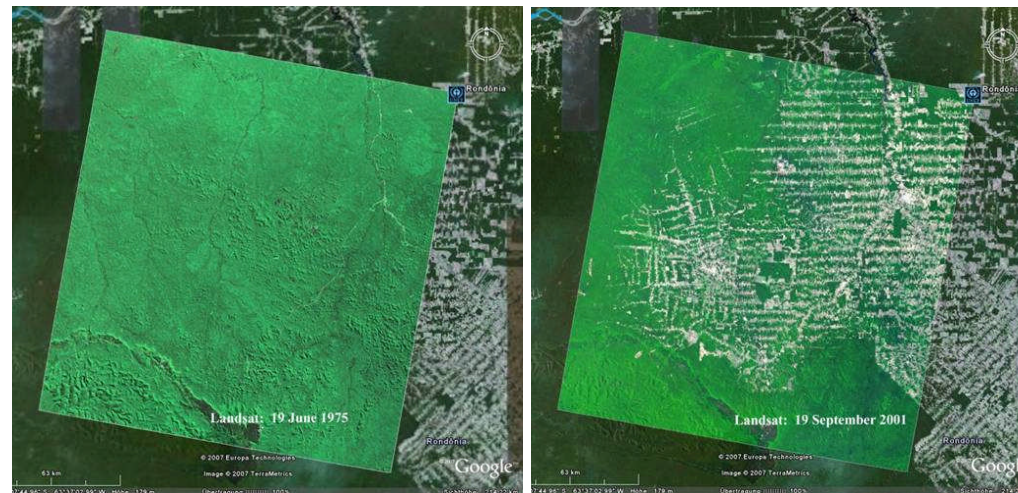 Rondônia
Landsat: 19 June 1975
Rondônia
© 2007 Europa Technologies
Image © 2007 TerraMetrics
Google
63 km
Rondônia
Landsat: 19 September 2001
Rondônia
© 2007 Europa Technologies
Image © 2007 TerraMetrics
Google
63 km